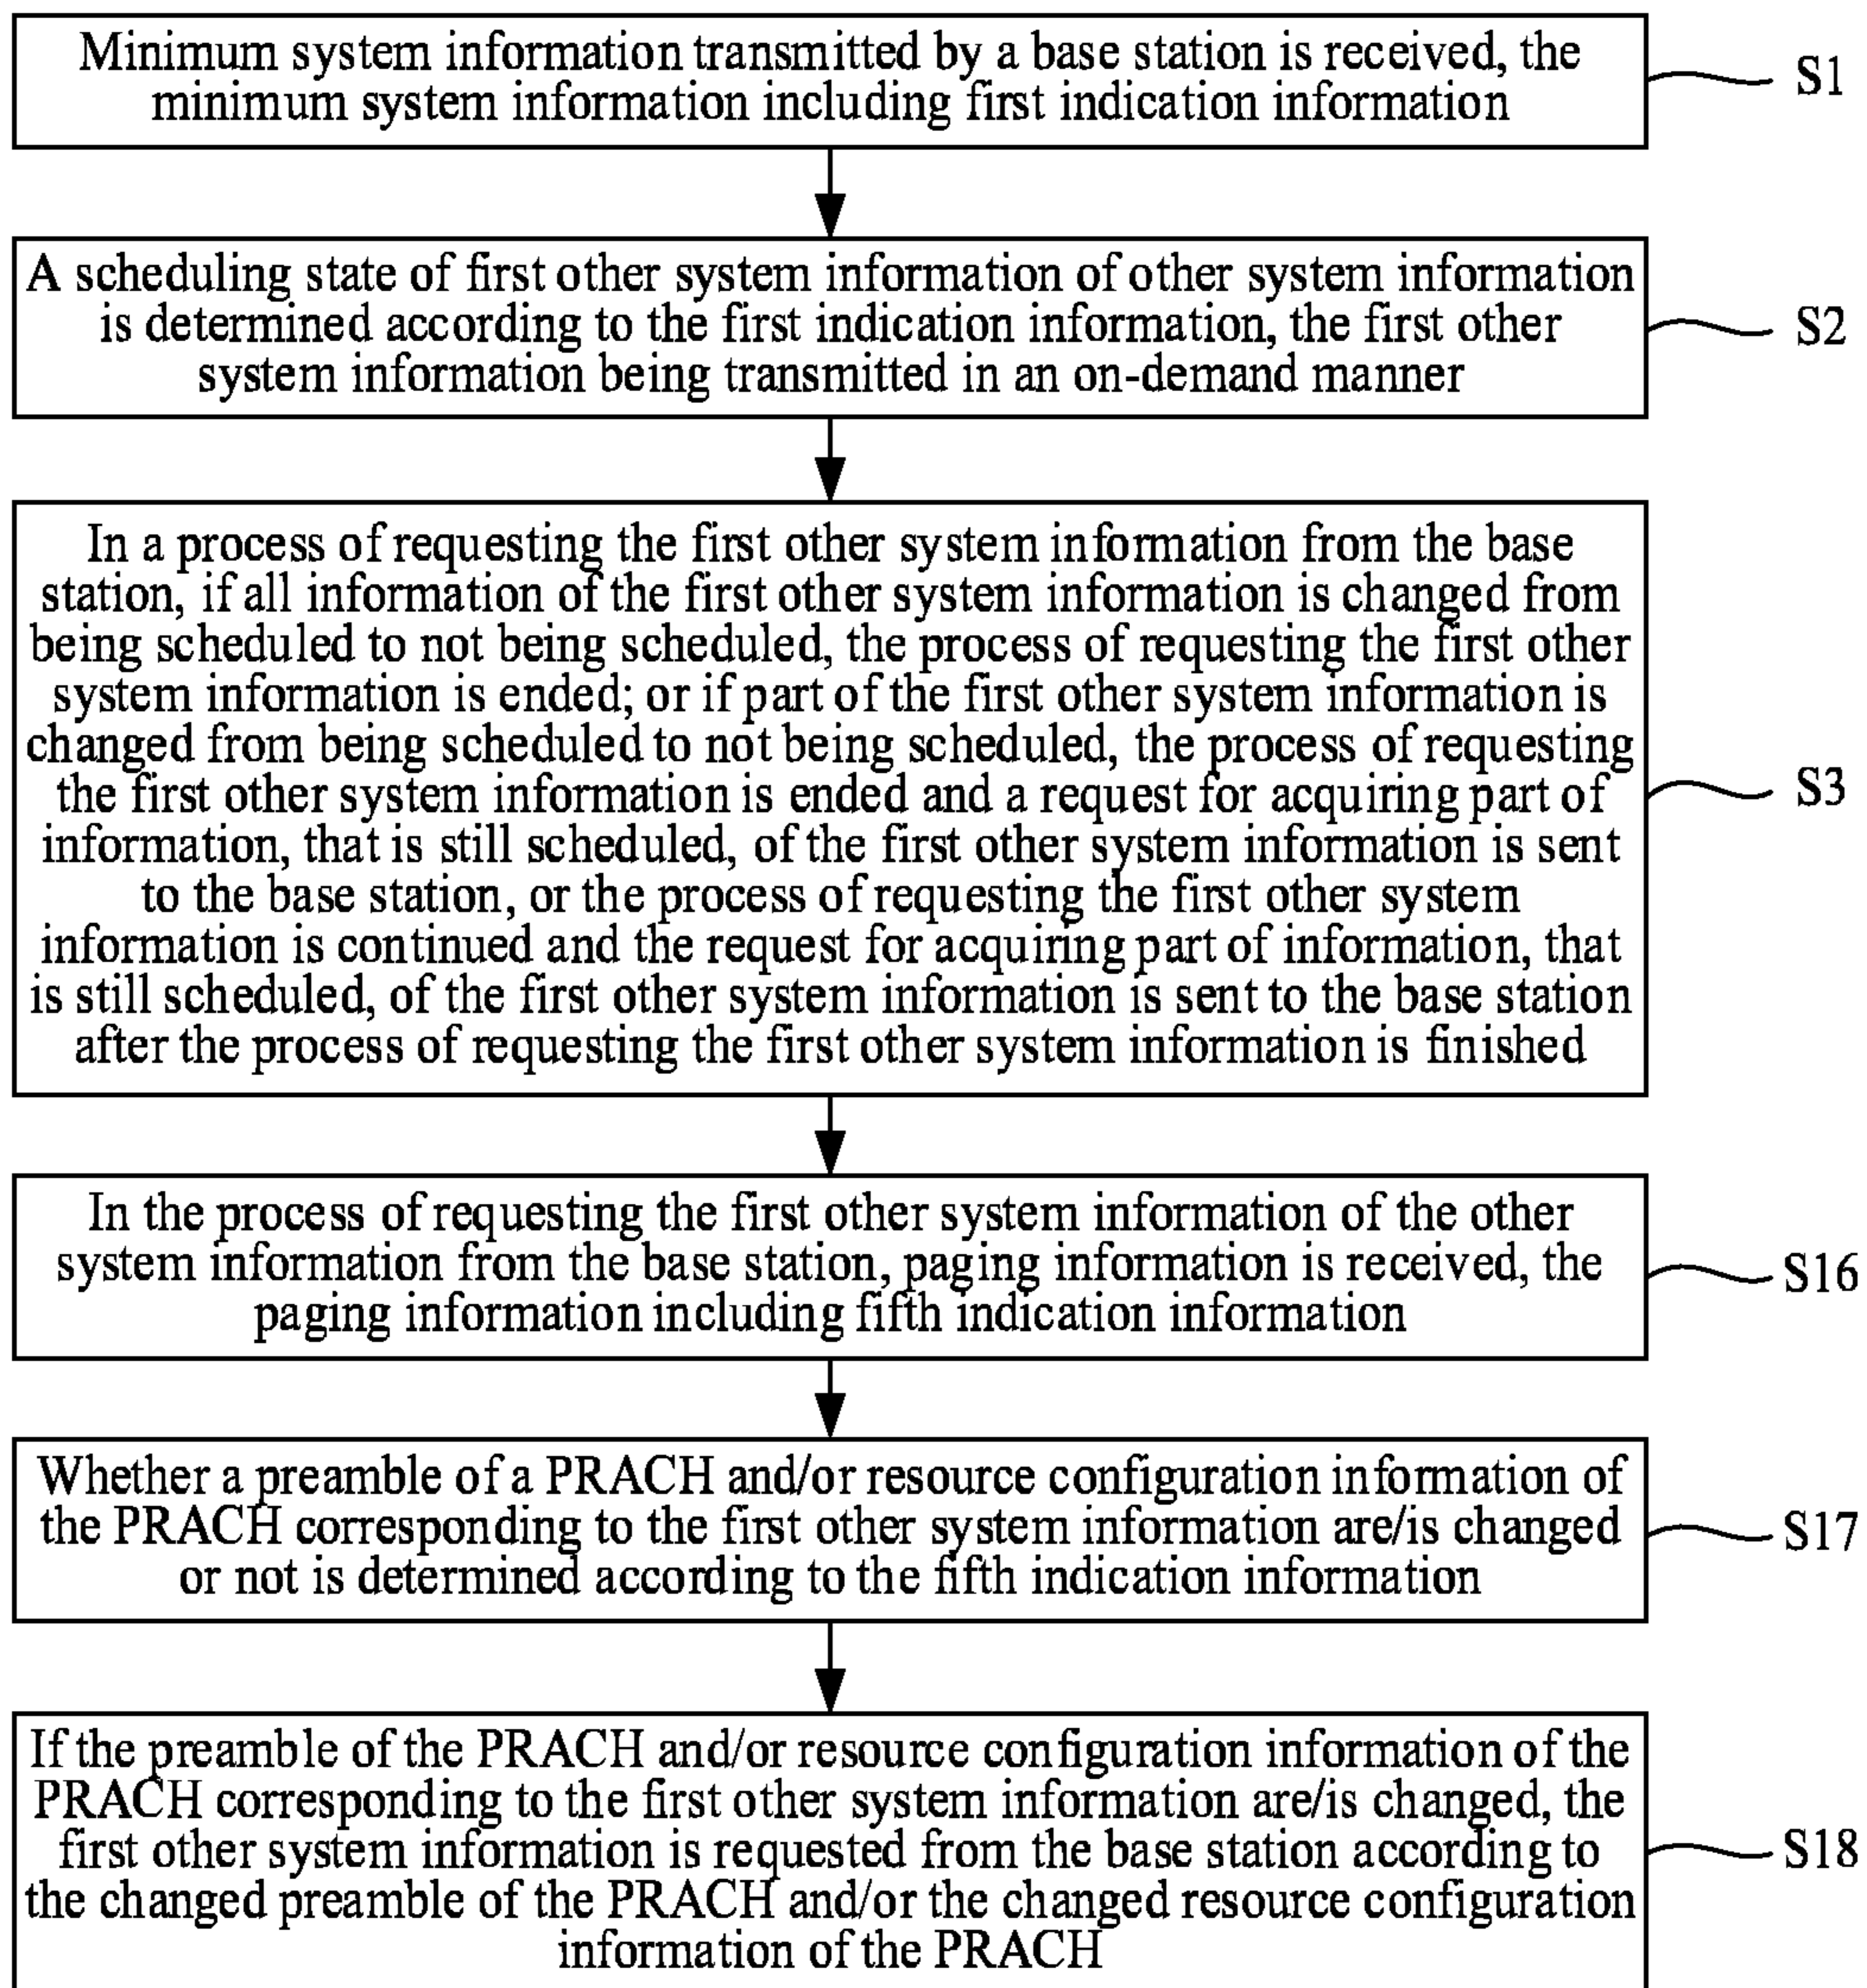 Minimum system information transmitted by a base station is received, the
minimum system information including first indication information
S1
A scheduling state of first other system information of other system information
is determined according to the first indication information, the first other
system information being transmitted in an on-demand manner
S2
In a process of requesting the first other system information from the base
station, if all information of the first other system information is changed from
being scheduled to not being scheduled, the process of requesting the first other
system information is ended; or if part of the first other system information is
changed from being scheduled to not being scheduled, the process of requesting
the first other system information is ended and a request for acquiring part of
information, that is still scheduled, of the first other system information is sent
to the base station, or the process of requesting the first other system
information is continued and the request for acquiring part of information, that
is still scheduled, of the first other system information is sent to the base station
after the process of requesting the first other system information is finished
S3
In the process of requesting the first other system information of the other
system information from the base station, paging information is received, the
paging information including fifth indication information
S16
Whether a preamble of a PRACH and/or resource configuration information of
the PRACH corresponding to the first other system information are/is changed
or not is determined according to the fifth indication information
S17
If the preamble of the PRACH and/or resource configuration information of the
PRACH corresponding to the first other system information are/is changed, the
first other system information is requested from the base station according to
the changed preamble of the PRACH and/or the changed resource configuration
information of the PRACH
S18